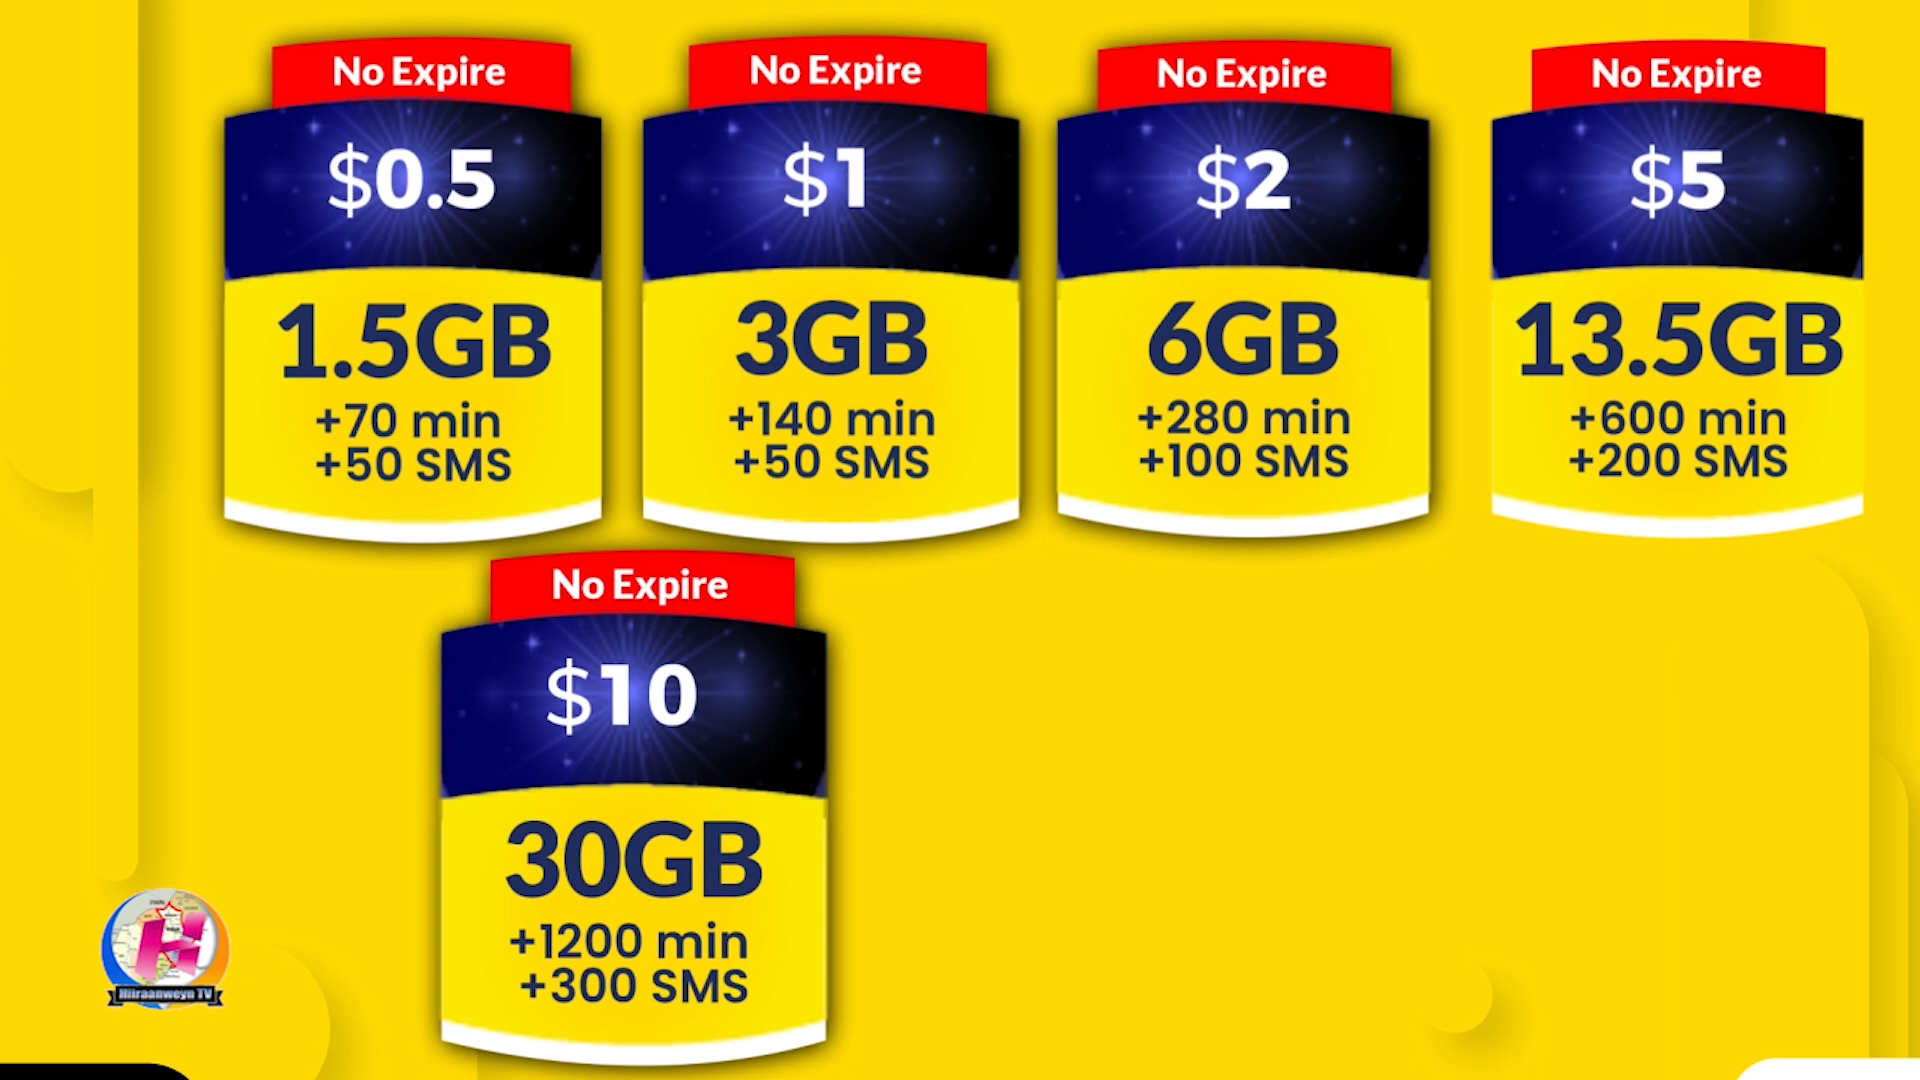 No Expire
$0.5
1.5GB
+70 min
+50 SMS
No Expire
$1
3GB
+140 min
+50 SMS
No Expire
$2
6GB
+280 min
+100 SMS
No Expire
$5
13.5GB
+600 min
+200 SMS
No Expire
$10
30GB
+1200 min
+300 SMS
H
Hiiraanweyn TV